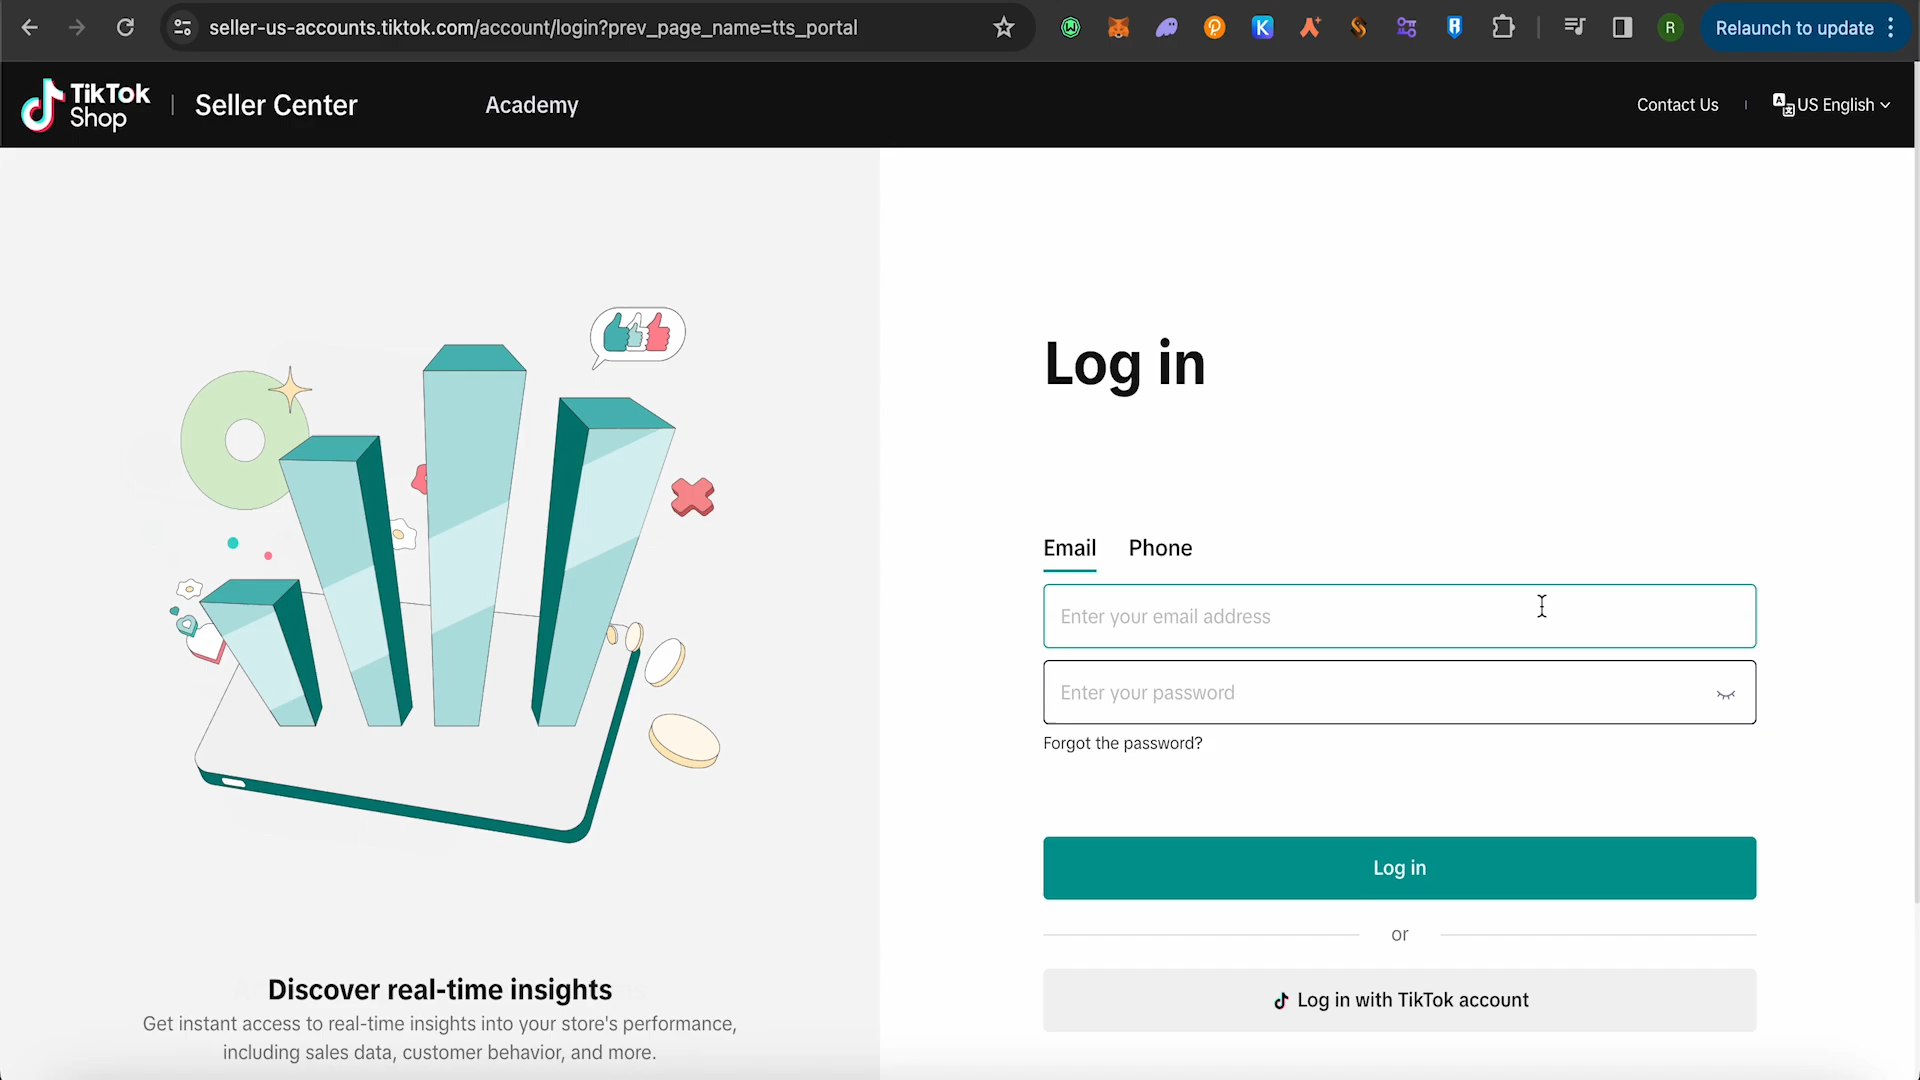 seller-us-accounts.tiktok.com/account/login?prev_page_name=tts_portal
R
Relaunch to update
TikTok
Shop
Seller Center
Academy
Contact Us
US English
Log in
Email
Phone
Enter your email address
Enter your password
Forgot the password?
Log in
or
Log in with TikTok account
Discover real-time insights
Get instant access to real-time insights into your store's performance,
including sales data, customer behavior, and more.